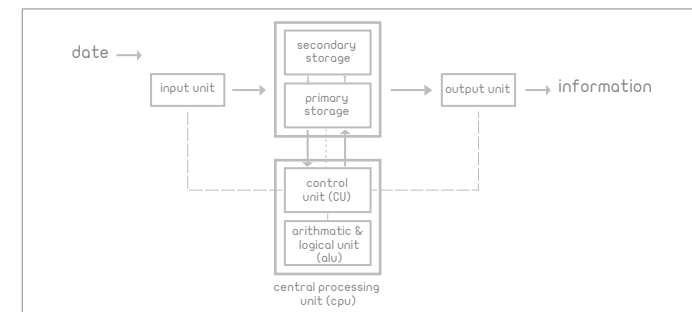 date
input unit
secondary
storage
primary
storage
output unit
information
control
unit (CU)
arithmatic &
logical unit
(alu)
central processing
unit (cpu)